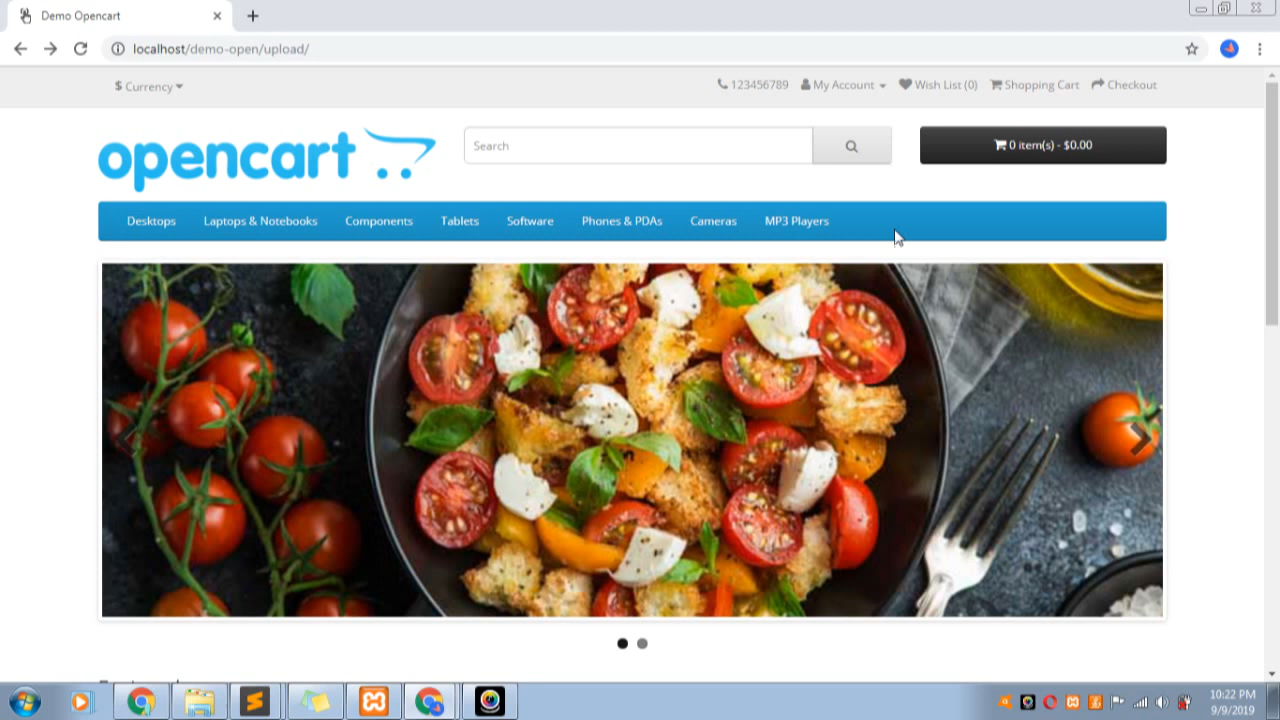 Demo Opencart
localhost/demo-open/upload/
$ Currency
123456789 My Account Wish List (0) Shopping Cart Checkout
opencart
Search
0 item(s) - $0.00
Desktops Laptops & Notebooks Components Tablets Software Phones & PDAs Cameras MP3 Players
10:22 PM
9/9/2019